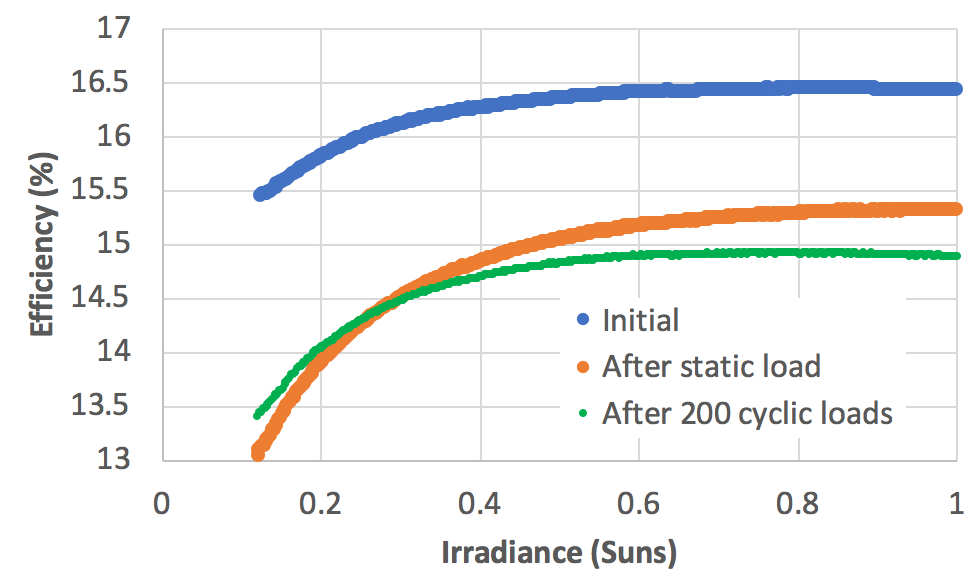 17
16.5
16
15.5
15
14.5
14
13.5
13
Efficiency (%)
Initial
After static load
After 200 cyclic loads
0 0.2 0.4 0.6 0.8 1
Irradiance (Suns)